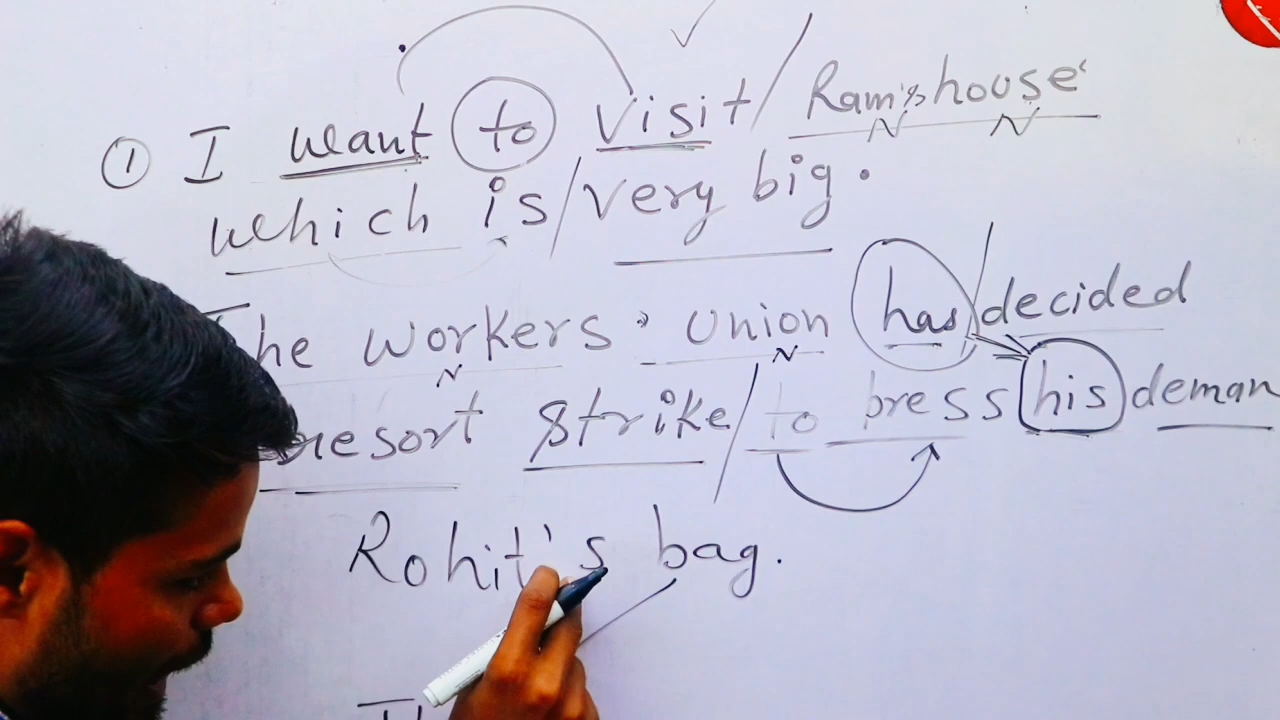 ① I want to visit / Ram's house
which is / very big.
The workers' union has / decided
resort strike / to press his deman
Rohit's bag.